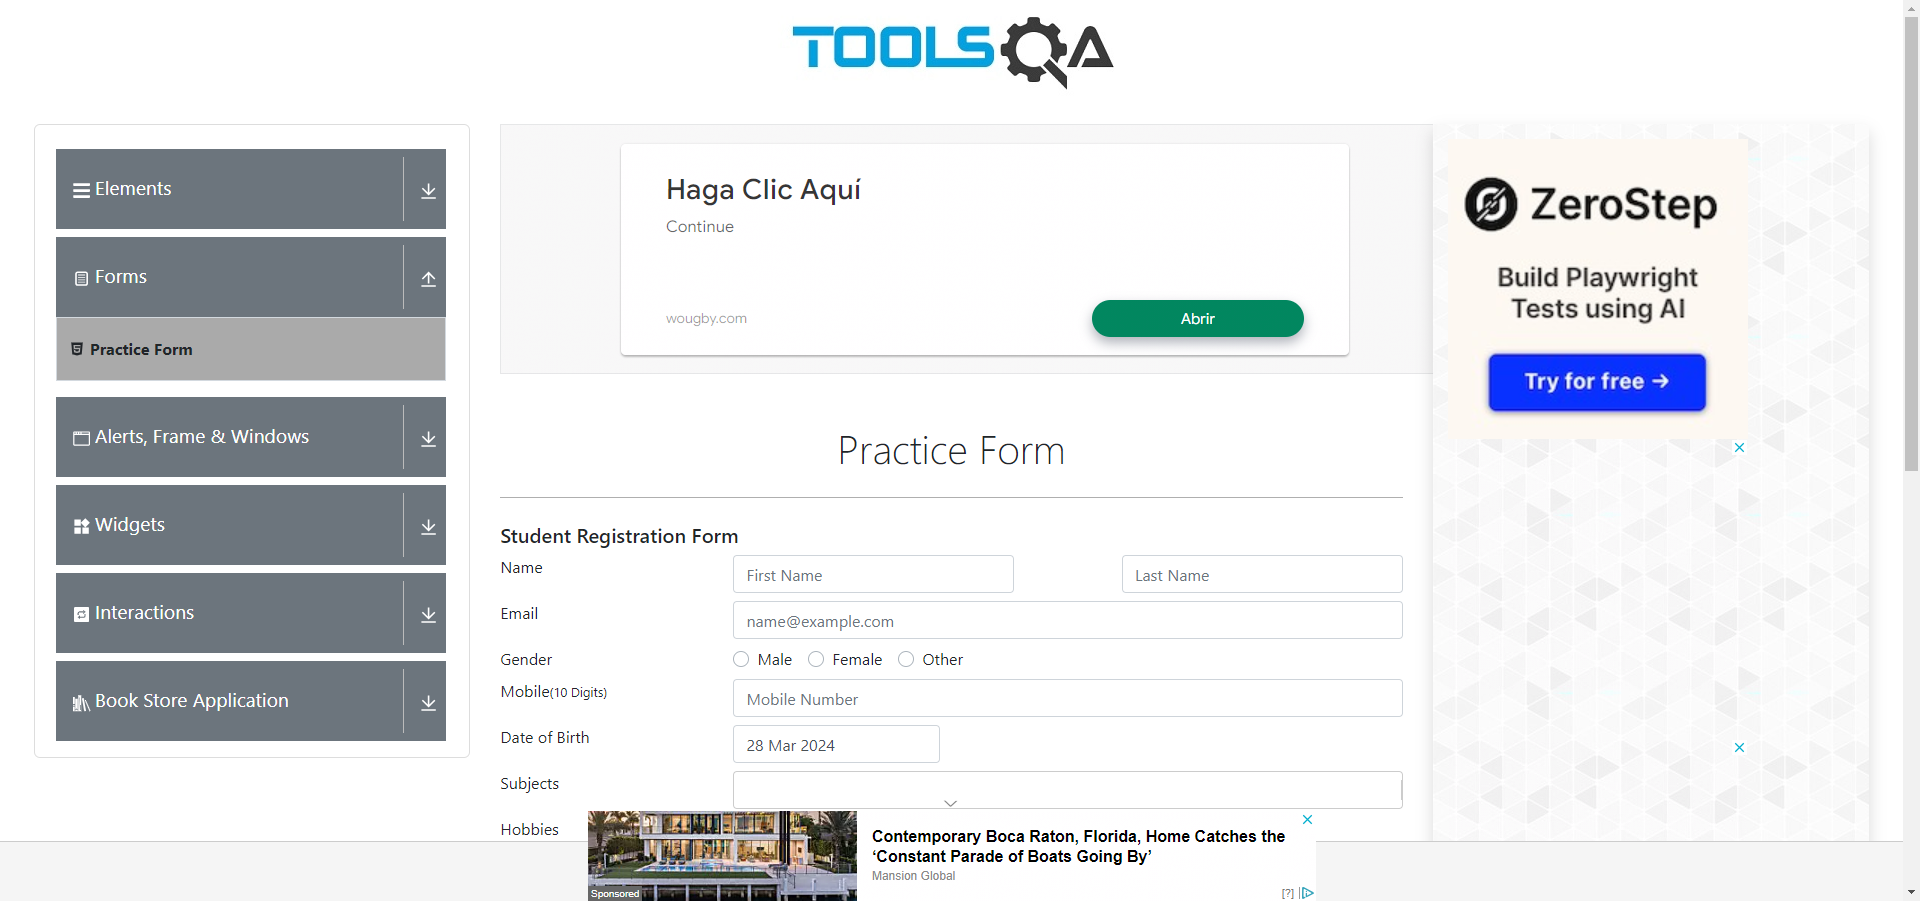 TOOLSQA
Elements
Forms
Practice Form
Alerts, Frame & Windows
Widgets
Interactions
Book Store Application
Haga Clic Aquí
Continue
wougby.com
Abrir
ZeroStep
Build Playwright
Tests using AI
Try for free →
Practice Form
Student Registration Form
Name
First Name
Last Name
Email
name@example.com
Gender
Male
Female
Other
Mobile(10 Digits)
Mobile Number
Date of Birth
28 Mar 2024
Subjects
Hobbies
Sponsored
Contemporary Boca Raton, Florida, Home Catches the
‘Constant Parade of Boats Going By’
Mansion Global
[?]